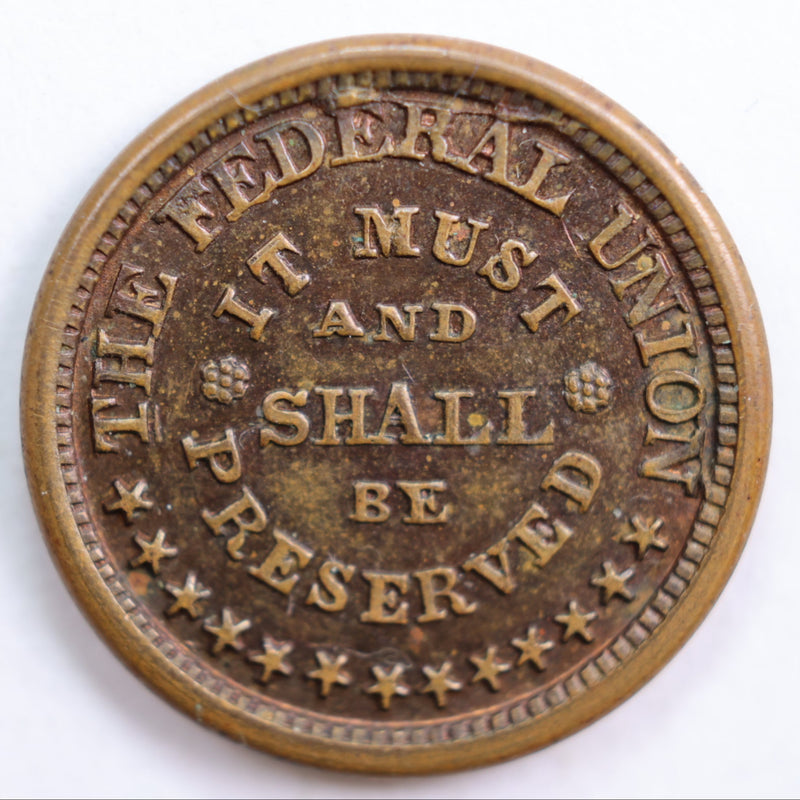 THE FEDERAL UNION
IT MUST
AND
SHALL
BE
PRESERVED